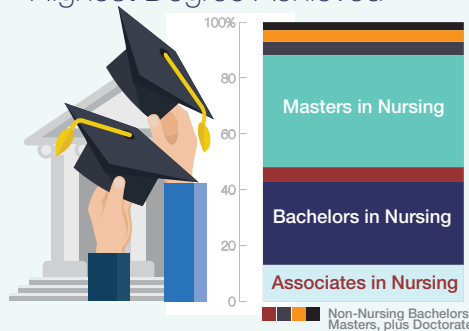 Highest Degree Achieved
100%
80
60
40
20
0
Masters in Nursing
Bachelors in Nursing
Associates in Nursing
Non-Nursing Bachelors
Masters, plus Doctorate